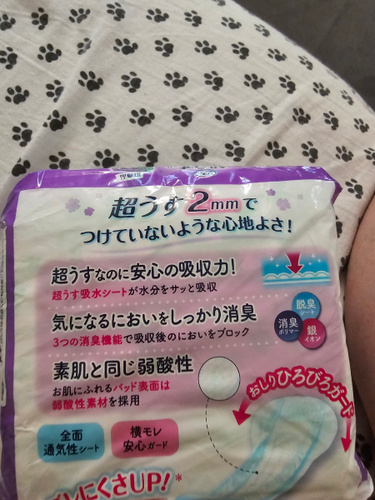 超うす2mmで
つけていないような心地よさ!
超うすなのに安心の吸収力!
超うす吸水シートが水分をサッと吸収
気になるにおいをしっかり消臭
3つの消臭機能で吸収後のにおいをブロック
脱臭
シート
消臭
ポリマー
銀
イオン
素肌と同じ弱酸性
お肌にふれるパッド表面は
弱酸性素材を採用
おしりひろびろガード
全面
通気性シート
横モレ
安心ガード
にくさUP!*